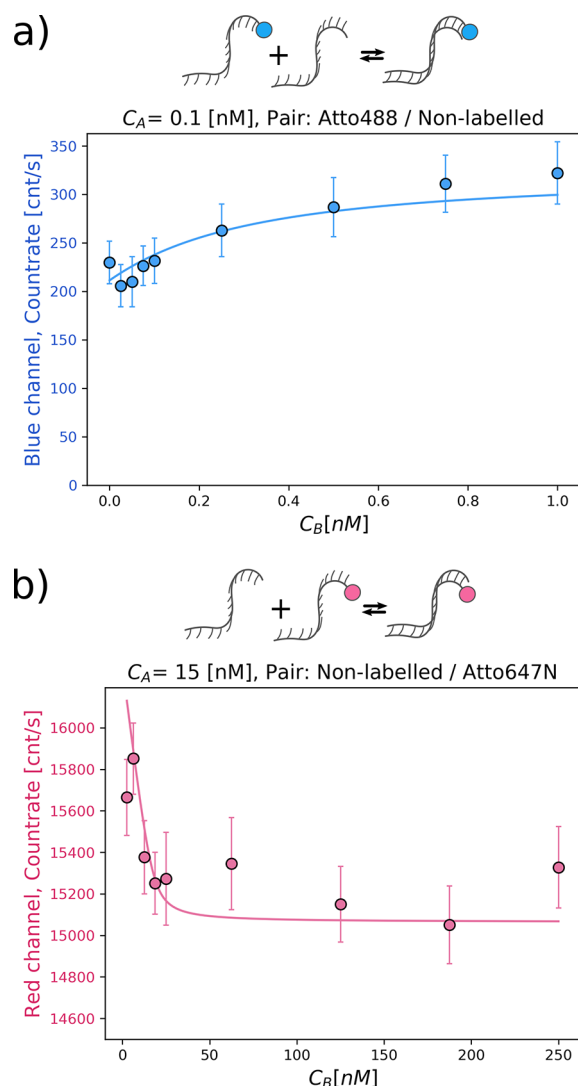 a)
+ ⇌
C_A= 0.1 [nM], Pair: Atto488 / Non-labelled
Blue channel, Countrate [cnt/s]
350
300
250
200
150
100
50
0
0.0 0.2 0.4 0.6 0.8 1.0
C_B[nM]
b)
+ ⇌
C_A= 15 [nM], Pair: Non-labelled / Atto647N
Red channel, Countrate [cnt/s]
16000
15800
15600
15400
15200
15000
14800
14600
0 50 100 150 200 250
C_B[nM]